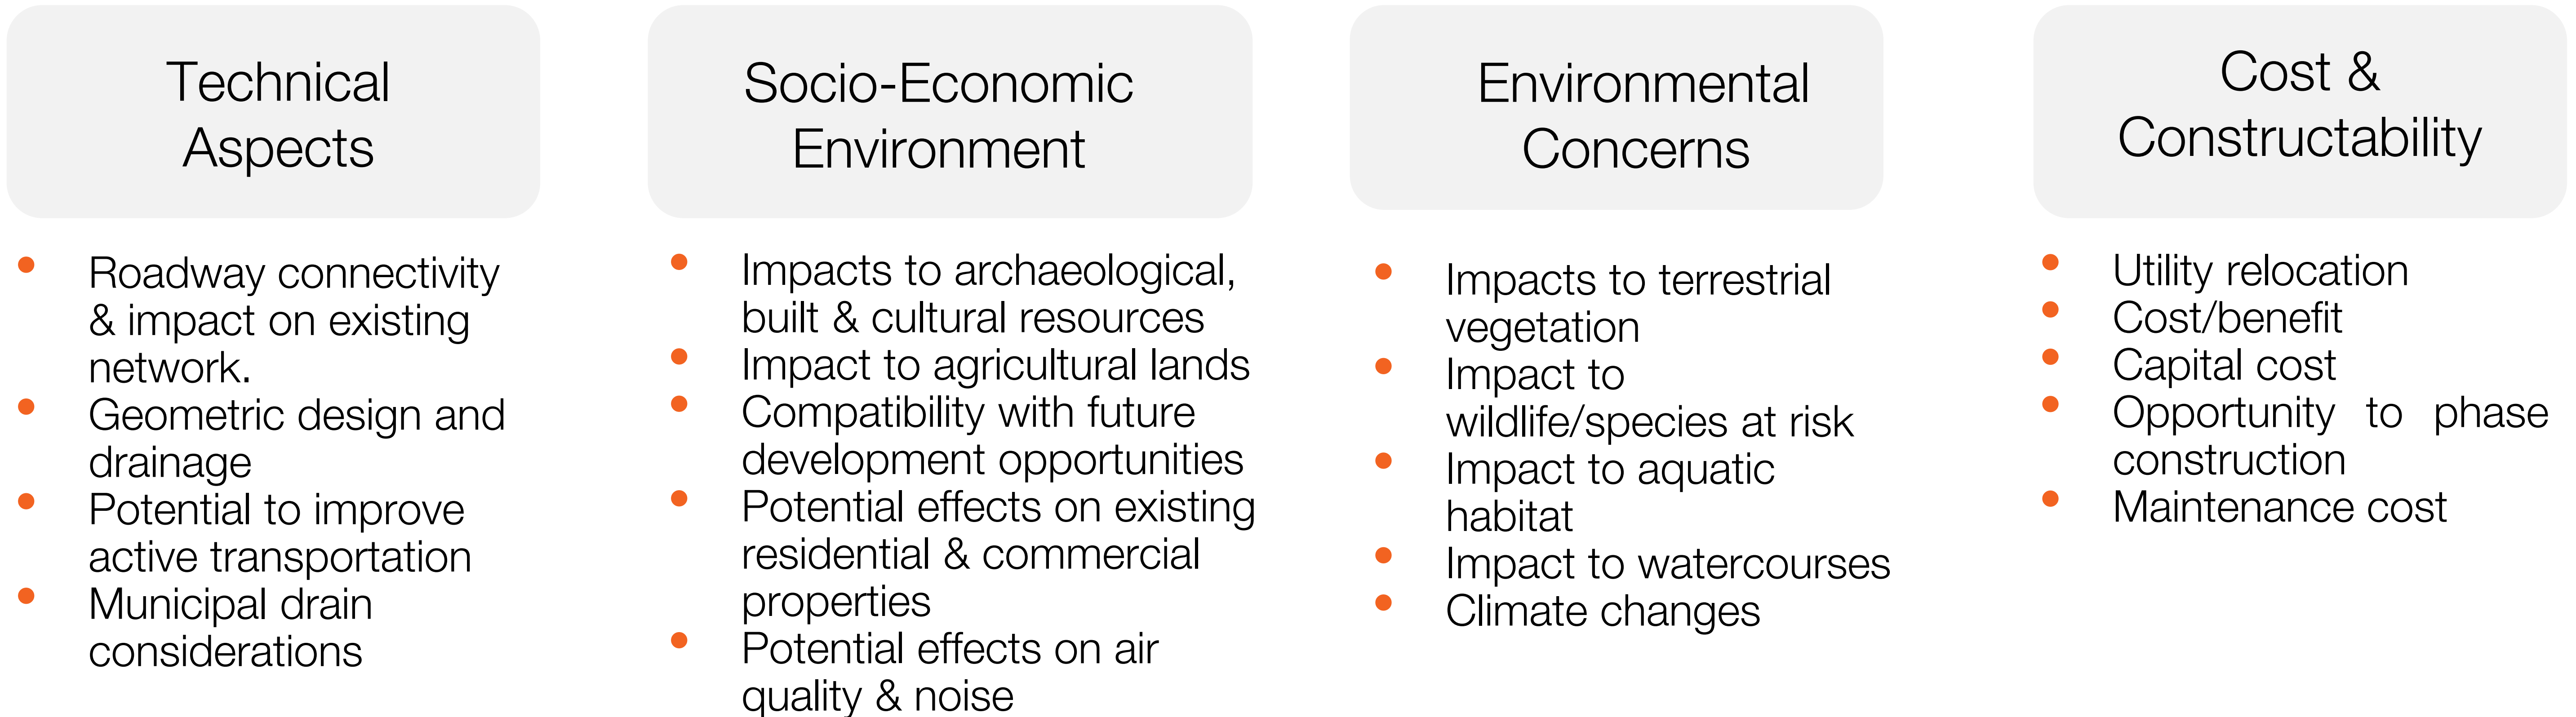 Technical
Aspects
• Roadway connectivity
& impact on existing
network.
• Geometric design and
drainage
• Potential to improve
active transportation
• Municipal drain
considerations
Socio-Economic
Environment
• Impacts to archaeological,
built & cultural resources
• Impact to agricultural lands
• Compatibility with future
development opportunities
• Potential effects on existing
residential & commercial
properties
• Potential effects on air
quality & noise
Environmental
Concerns
• Impacts to terrestrial
vegetation
• Impact to
wildlife/species at risk
• Impact to aquatic
habitat
• Impact to watercourses
• Climate changes
Cost &
Constructability
• Utility relocation
• Cost/benefit
• Capital cost
• Opportunity to phase
construction
• Maintenance cost